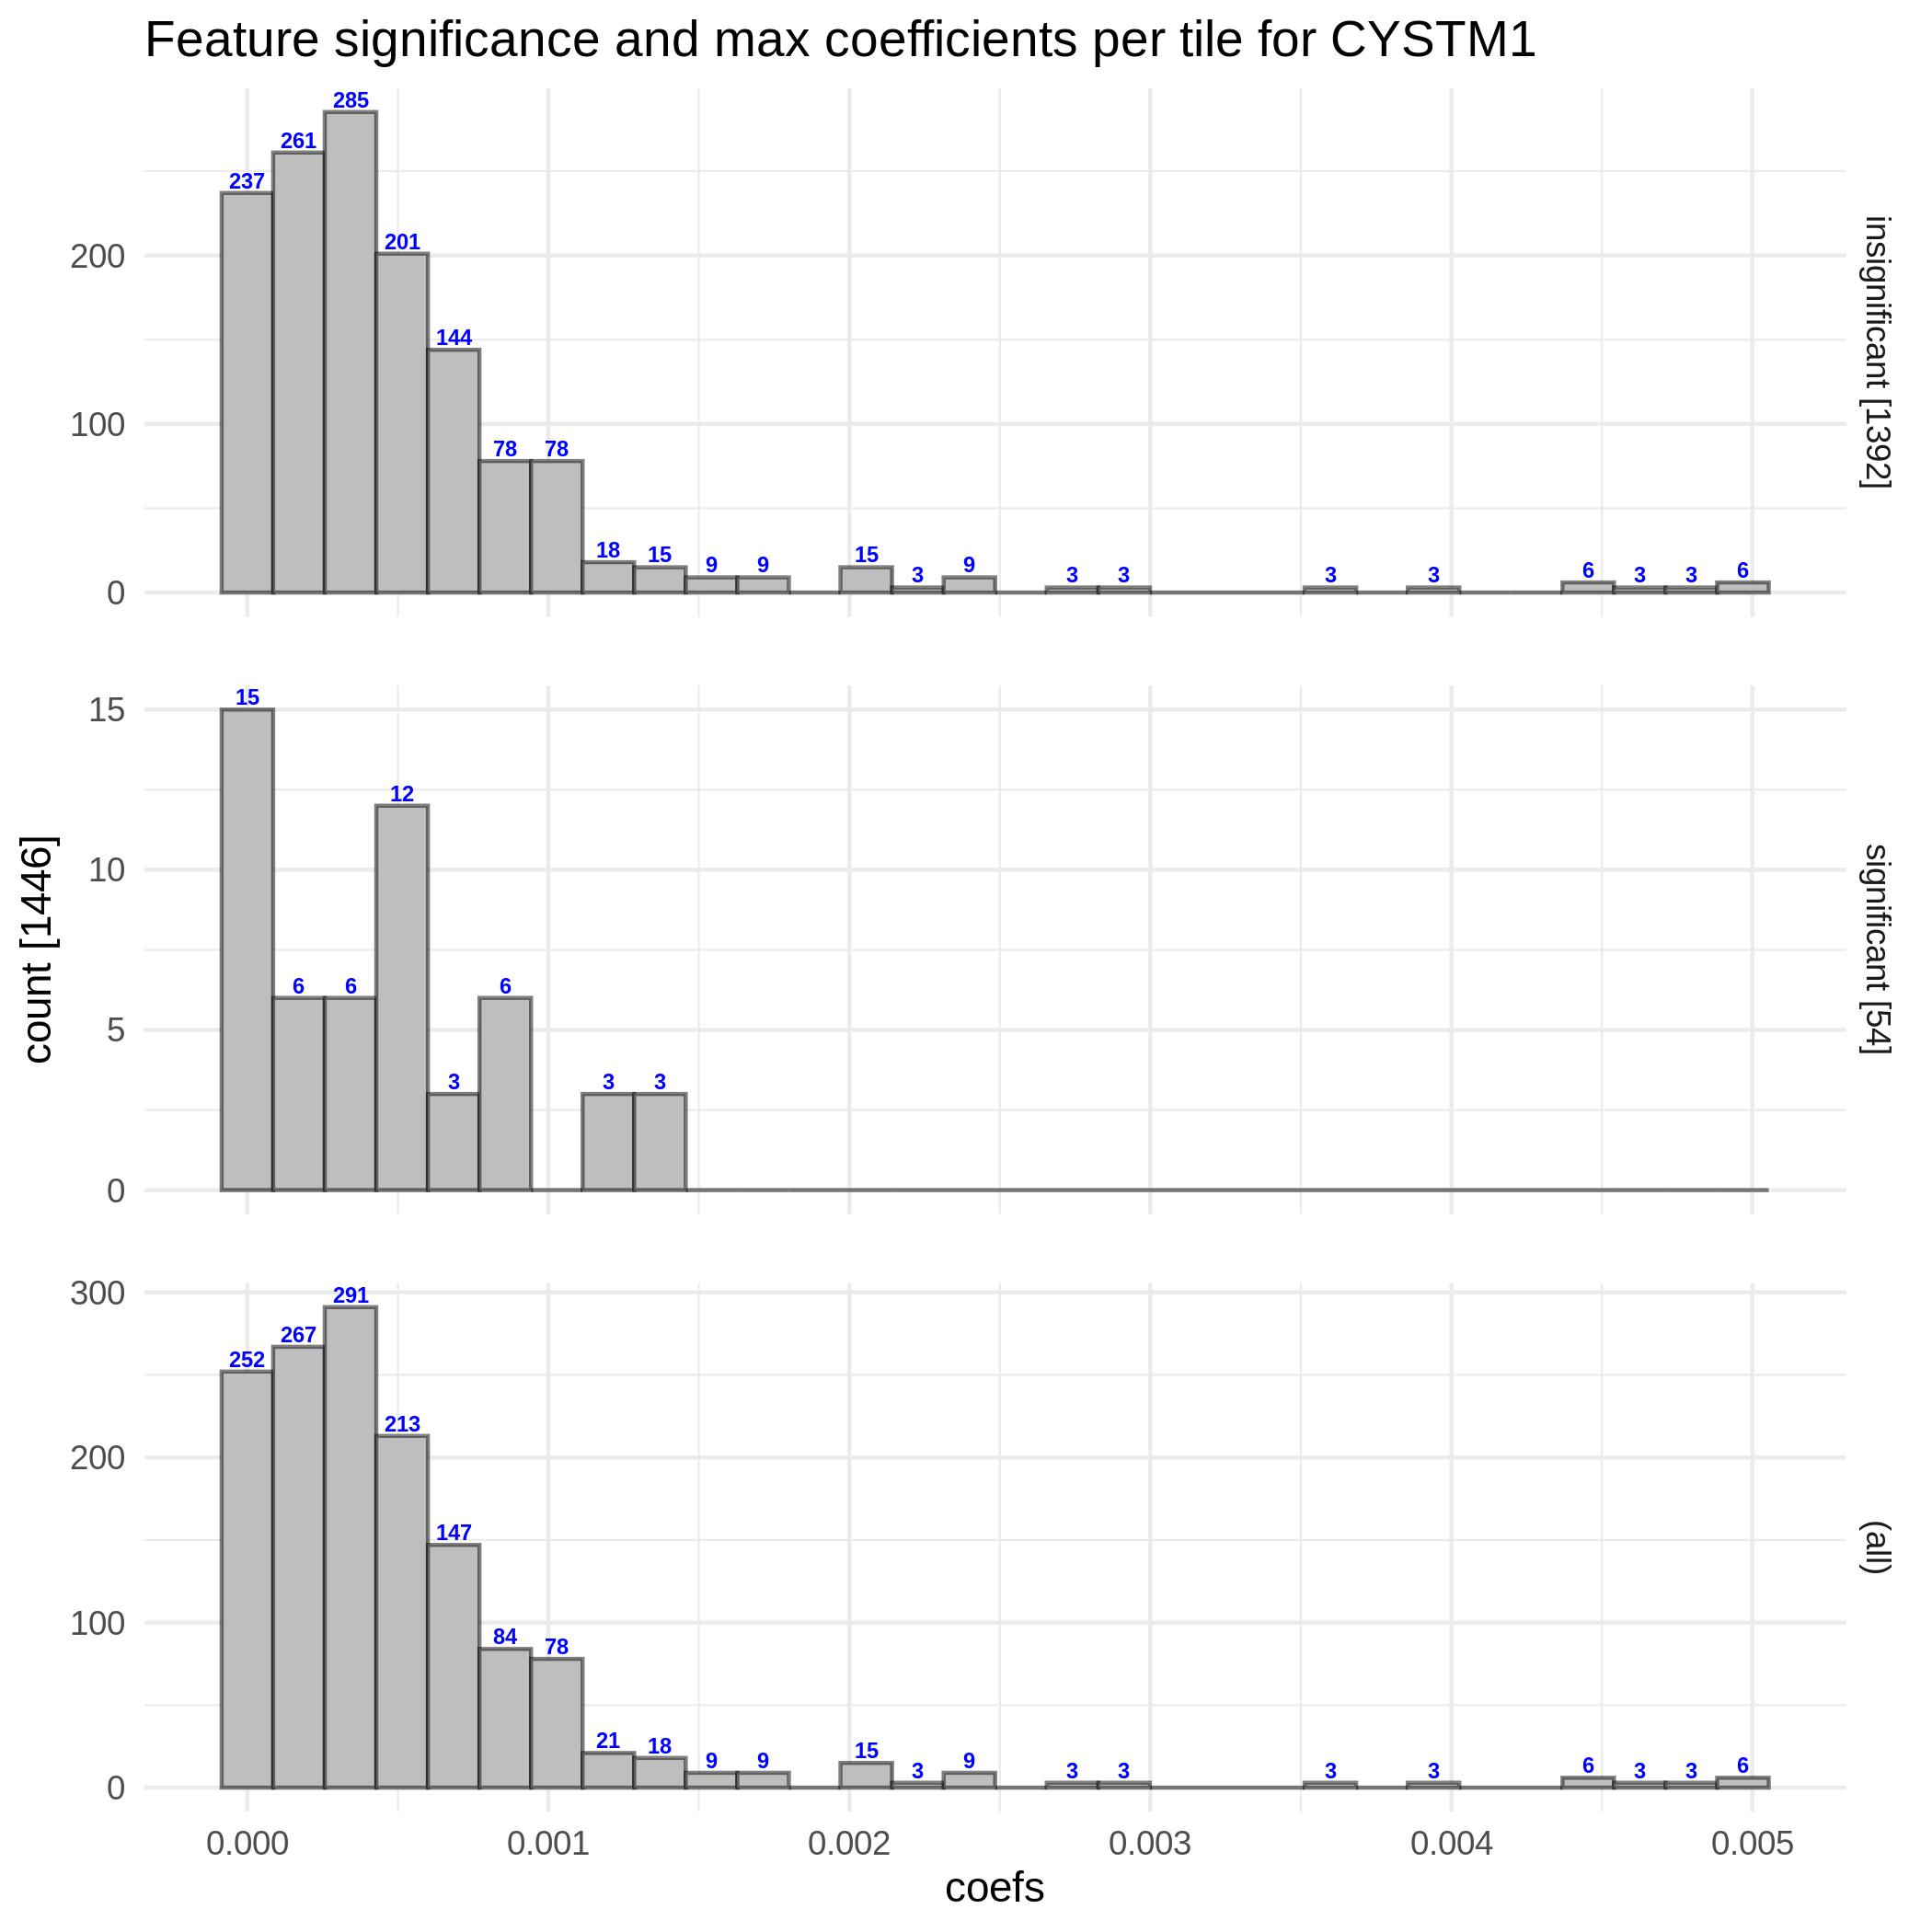 Feature significance and max coefficients per tile for CYSTM1
285
261
237
201
144
78 78
18 15 9 9 15 3 9 3 3 3 3 6 3 3 6
200
100
0
insignificant [1392]
15
12
6 6 6
3 3 3
15
10
5
0
significant [54]
count [1446]
291
267
252
213
147
84 78
21 18 9 9 15 3 9 3 3 3 3 6 3 3 6
300
200
100
0
(all)
0.000 0.001 0.002 0.003 0.004 0.005
coefs